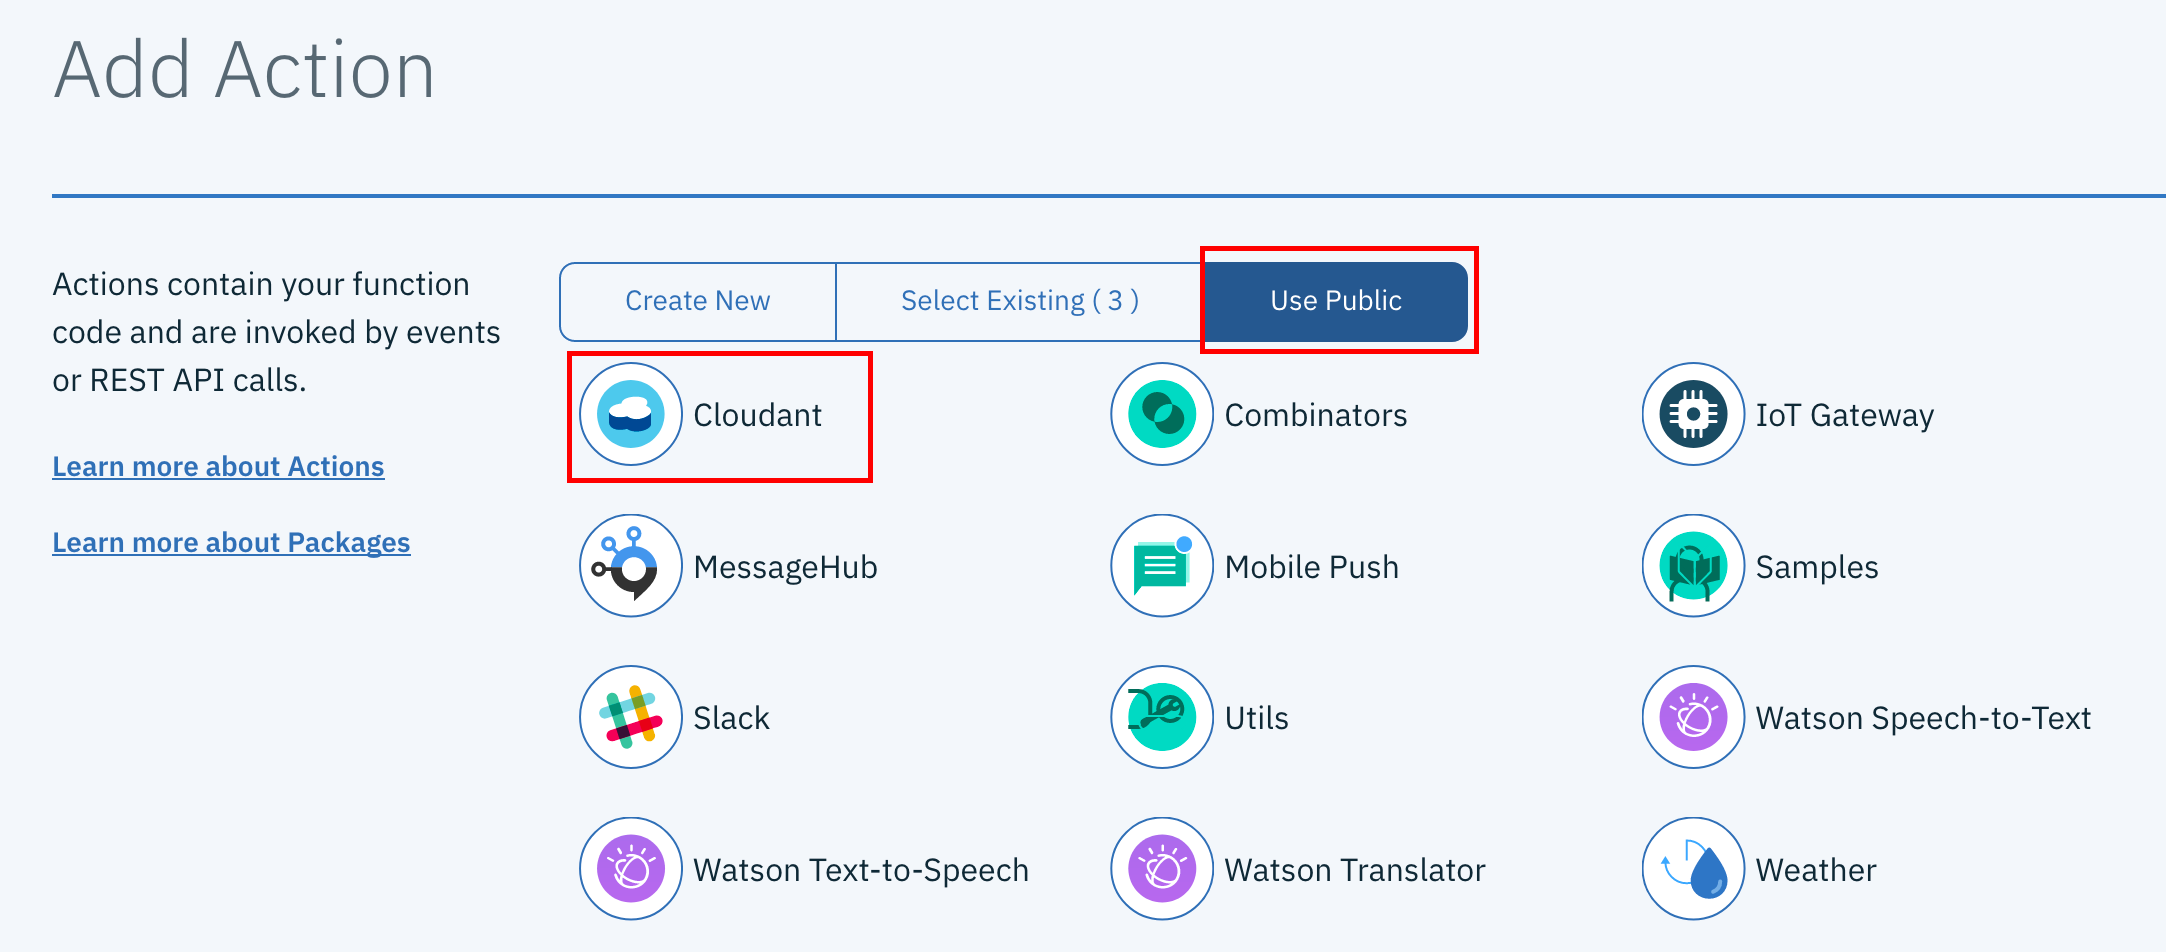 Add Action
Actions contain your function
code and are invoked by events
or REST API calls.
Learn more about Actions
Learn more about Packages
Create New
Select Existing ( 3 )
Use Public
Cloudant
Combinators
IoT Gateway
MessageHub
Mobile Push
Samples
Slack
Utils
Watson Speech-to-Text
Watson Text-to-Speech
Watson Translator
Weather